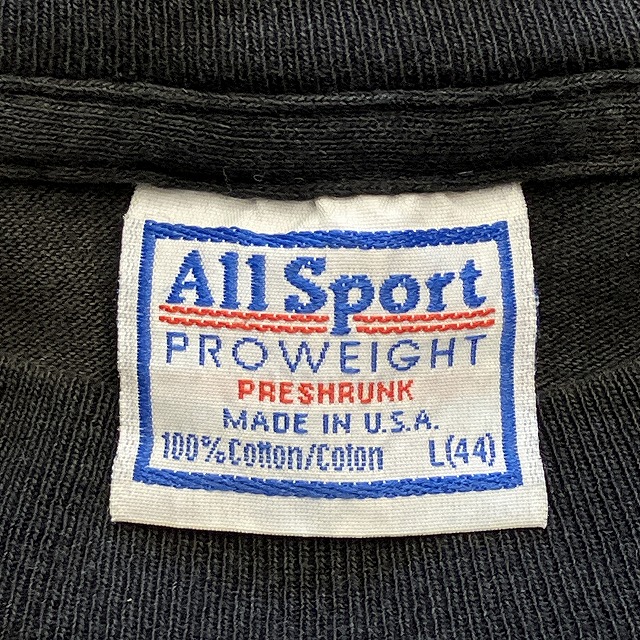 All Sport
PROWEIGHT
PRESHRUNK
MADE IN U.S.A.
100% Cotton/Coton L(44)